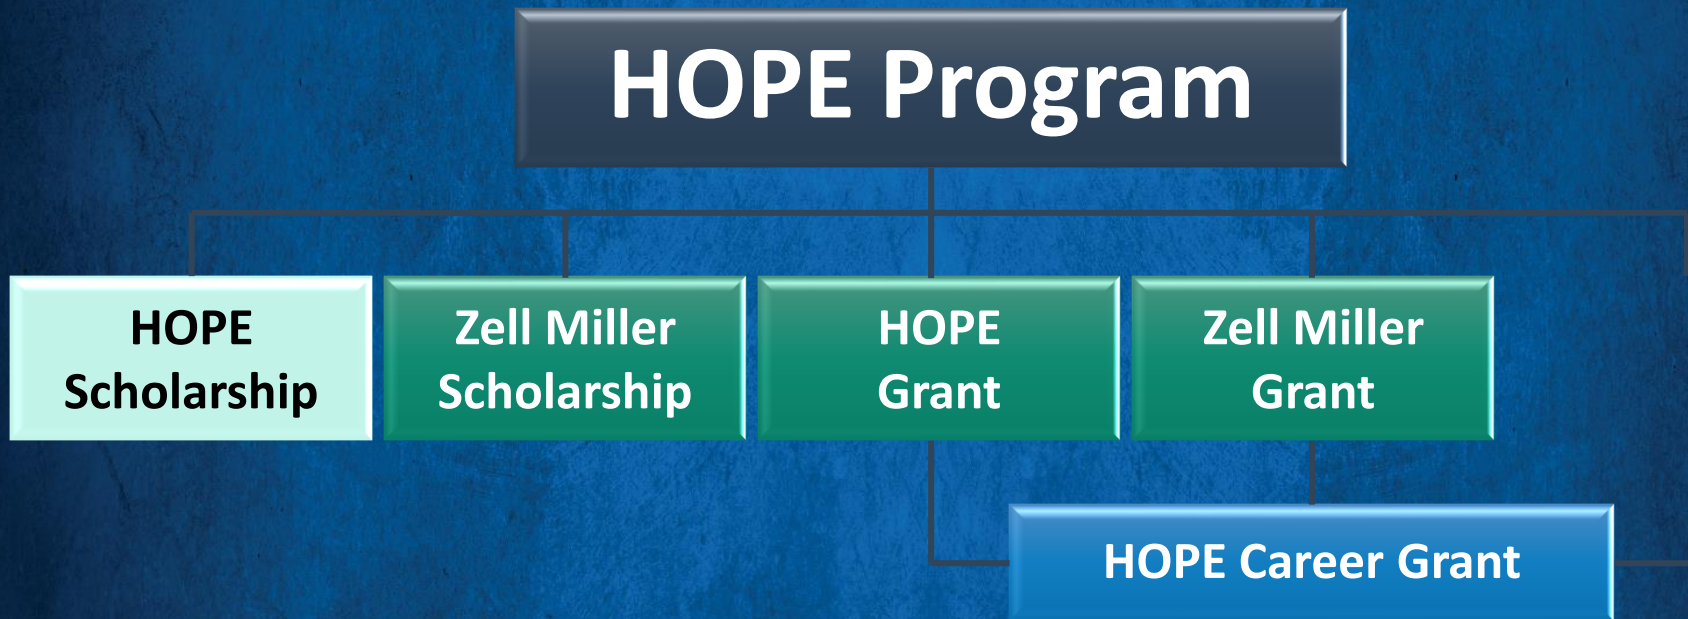 HOPE Program
HOPE
Scholarship
Zell Miller
Scholarship
HOPE
Grant
Zell Miller
Grant
HOPE Career Grant